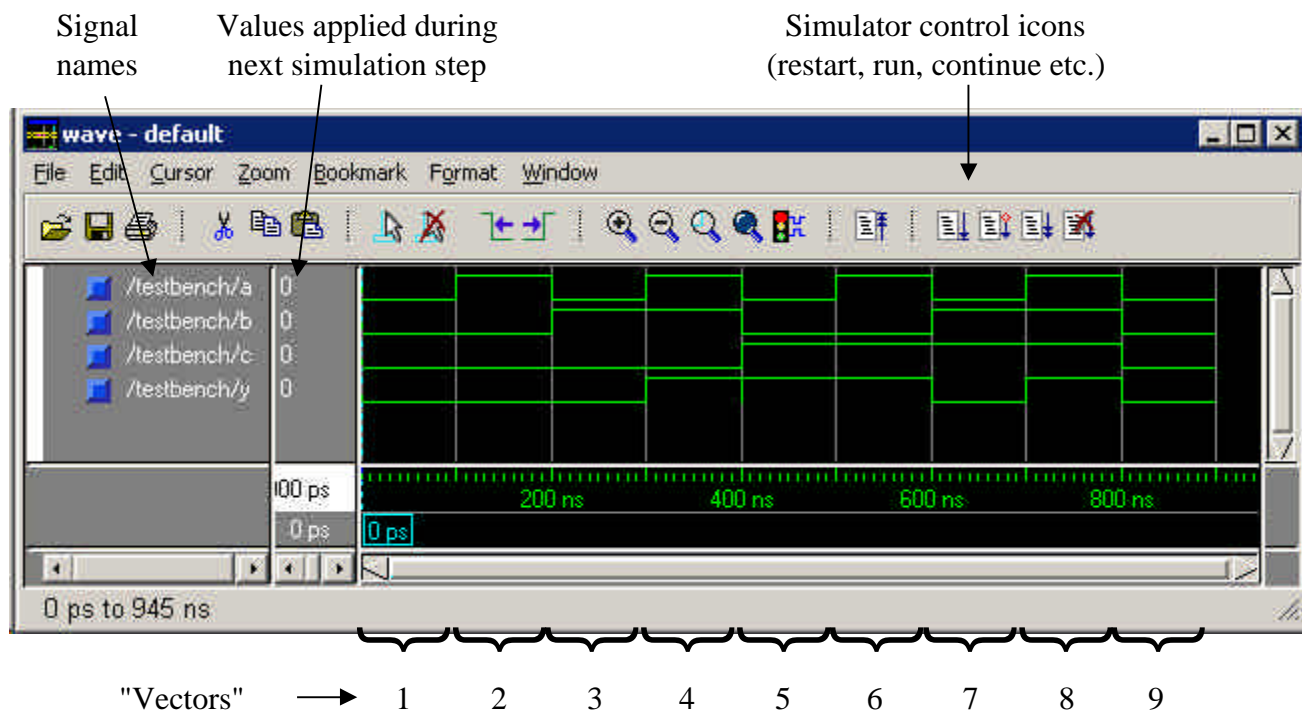 Signal names
Values applied during next simulation step
Simulator control icons (restart, run, continue etc.)
wave - default
File Edit Cursor Zoom Bookmark Format Window
/testbench/a 0
/testbench/b 0
/testbench/c 0
/testbench/y 0
00 ps
200 ns 400 ns 600 ns 800 ns
0 ps 0 ps
0 ps to 945 ns
"Vectors" 1 2 3 4 5 6 7 8 9